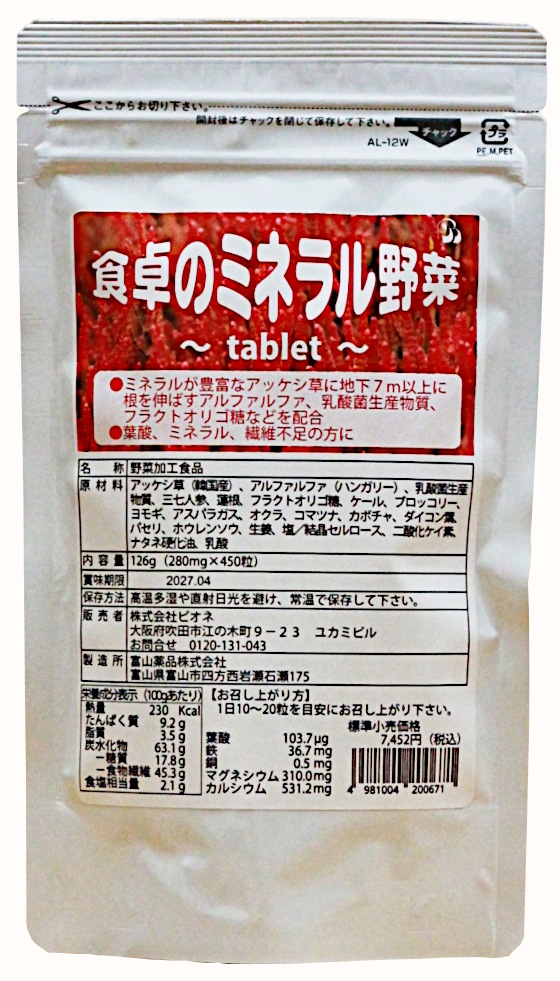 ここからお切り下さい。
開封後はチャックを閉じて保存して下さい。
チャック
AL-12W
プラ
PE,M,PET
食卓のミネラル野菜
～ tablet ～
●ミネラルが豊富なアッケシ草に地下７ｍ以上に
根を伸ばすアルファルファ、乳酸菌生産物質、
フラクトオリゴ糖などを配合
●葉酸、ミネラル、繊維不足の方に
名　称 野菜加工食品
原材料 アッケシ草（韓国産）、アルファルファ（ハンガリー）、乳酸菌生産
物質、三七人参、蓮根、フラクトオリゴ糖、ケール、ブロッコリー、
ヨモギ、アスパラガス、オクラ、コマツナ、カボチャ、ダイコン葉、
パセリ、ホウレンソウ、生姜、塩／結晶セルロース、二酸化ケイ素、
ナタネ硬化油、乳酸
内容量 126g（280mg×450粒）
賞味期限 2027.04
保存方法 高温多湿や直射日光を避け、常温で保存して下さい。
販売者 株式会社ビオネ
大阪府吹田市江の木町９－２３　ユカミビル
お問合せ　0120-131-043
製造所 富山薬品株式会社
富山県富山市四方西岩瀬石瀬175
栄養成分表示（100gあたり）
熱量 230 Kcal
たんぱく質 9.2 g
脂質 3.5 g
炭水化物 63.1 g
－糖質 17.8 g
－食物繊維 45.3 g
食塩相当量 2.1 g
【お召し上がり方】
1日10～20粒を目安にお召し上がり下さい。
標準小売価格
7,452円（税込）
葉酸 103.7μg
鉄 36.7mg
銅 0.5mg
マグネシウム 310.0mg
カルシウム 531.2mg
4 981004 200671